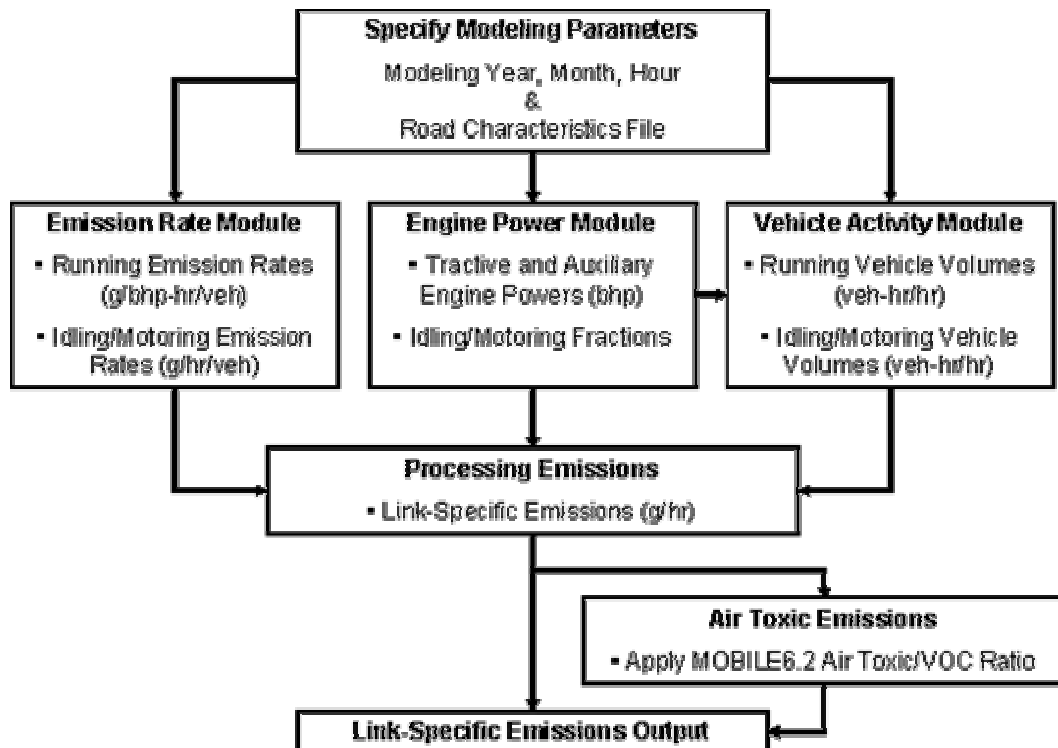 Specify Modeling Parameters
Modeling Year, Month, Hour
&
Road Characteristics File
Emission Rate Module
▪ Running Emission Rates
(g/bhp-hr/veh)
▪ Idling/Motoring Emission
Rates (g/hr/veh)
Engine Power Module
▪ Tractive and Auxiliary
Engine Powers (bhp)
▪ Idling/Motoring Fractions
Vehicle Activity Module
▪ Running Vehicle Volumes
(veh-hr/hr)
▪ Idling/Motoring Vehicle
Volumes (veh-hr/hr)
Processing Emissions
▪ Link-Specific Emissions (g/hr)
Air Toxic Emissions
▪ Apply MOBILE6.2 Air Toxic/VOC Ratio
Link-Specific Emissions Output